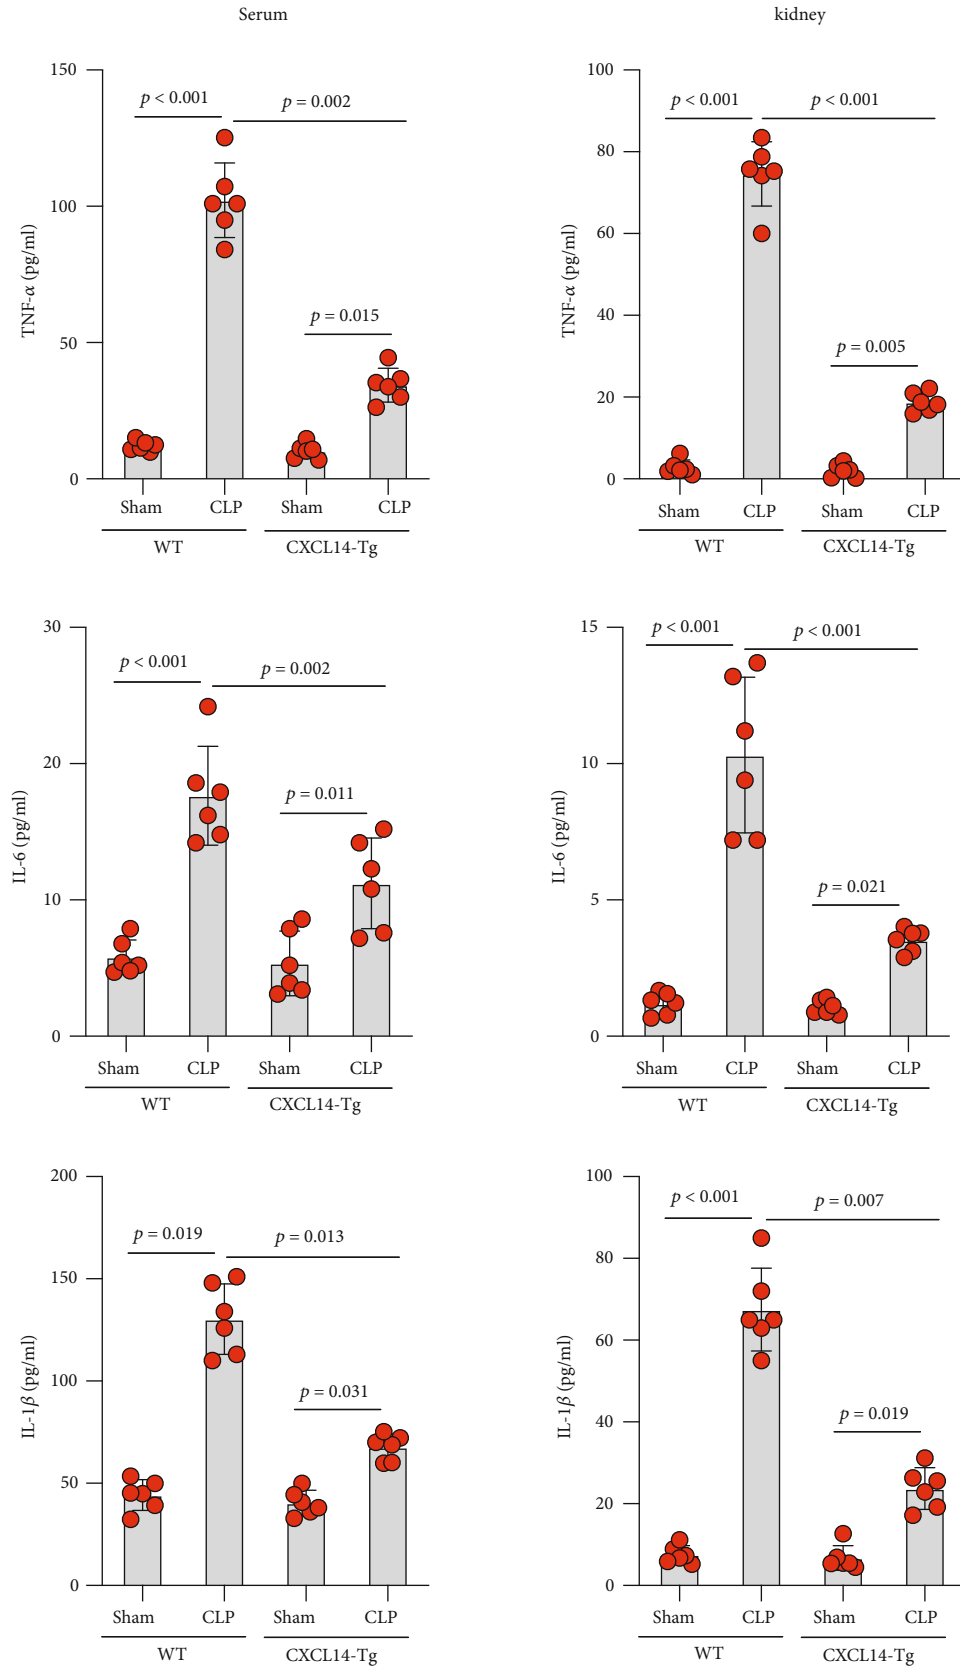 Serum
kidney
150
100
50
0
TNF-α (pg/ml)
p < 0.001
p = 0.002
p = 0.015
Sham
CLP
Sham
CLP
WT
CXCL14-Tg
100
80
60
40
20
0
TNF-α (pg/ml)
p < 0.001
p < 0.001
p = 0.005
Sham
CLP
Sham
CLP
WT
CXCL14-Tg
30
20
10
0
IL-6 (pg/ml)
p < 0.001
p = 0.002
p = 0.011
Sham
CLP
Sham
CLP
WT
CXCL14-Tg
15
10
5
0
IL-6 (pg/ml)
p < 0.001
p < 0.001
p = 0.021
Sham
CLP
Sham
CLP
WT
CXCL14-Tg
200
150
100
50
0
IL-1β (pg/ml)
p = 0.019
p = 0.013
p = 0.031
Sham
CLP
Sham
CLP
WT
CXCL14-Tg
100
80
60
40
20
0
IL-1β (pg/ml)
p < 0.001
p = 0.007
p = 0.019
Sham
CLP
Sham
CLP
WT
CXCL14-Tg